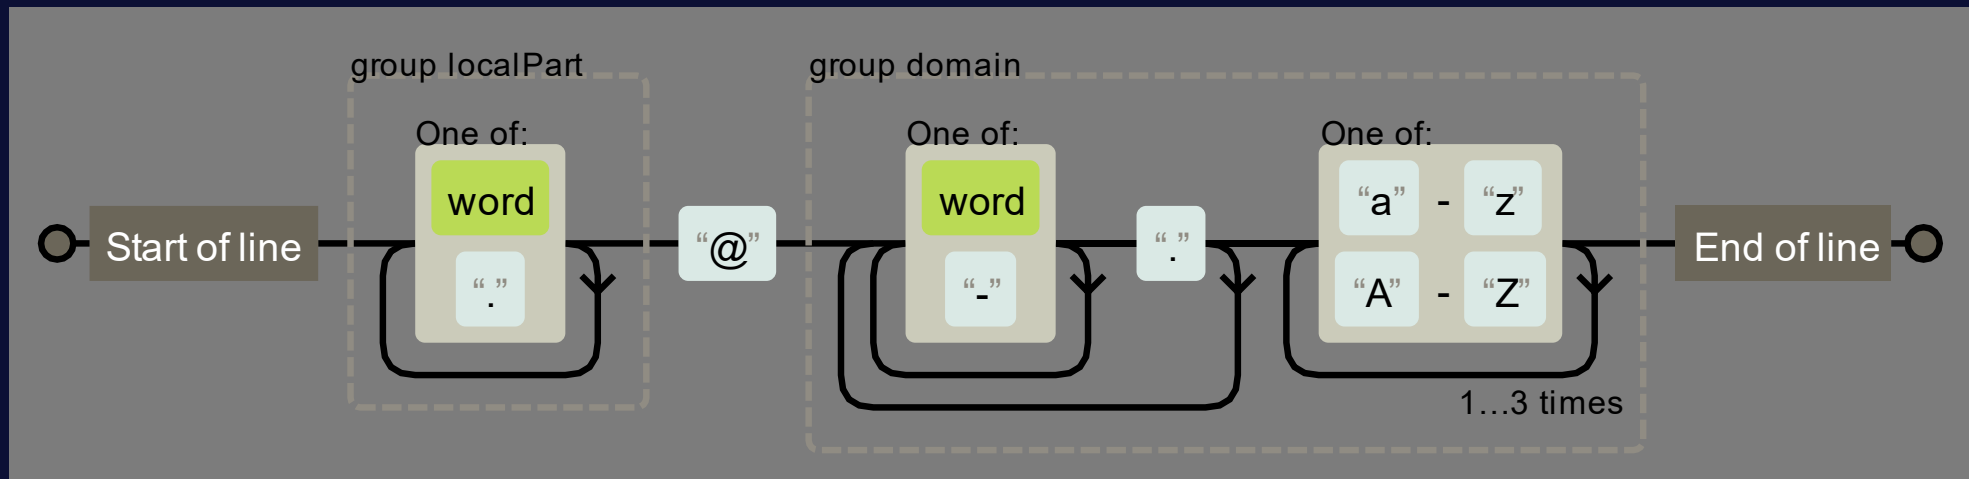 group localPart
group domain
One of:
One of:
One of:
word
word
“a” - “z”
Start of line
“.”
“@”
“-”
“.”
“A” - “Z”
End of line
1...3 times